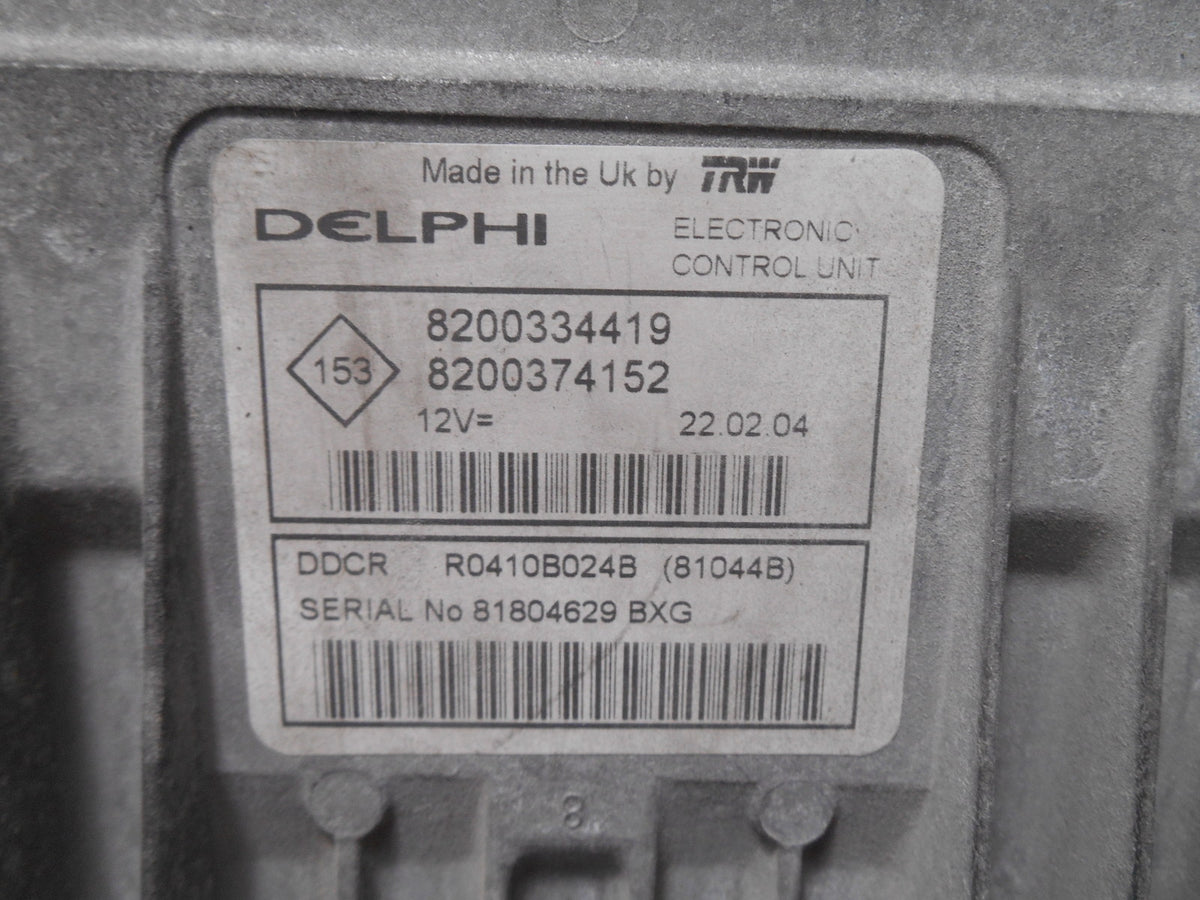 Made in the Uk by TRW
DELPHI
ELECTRONIC
CONTROL UNIT
8200334419
153
8200374152
12V=
22.02.04
DDCR R0410B024B (81044B)
SERIAL No 81804629 BXG
8